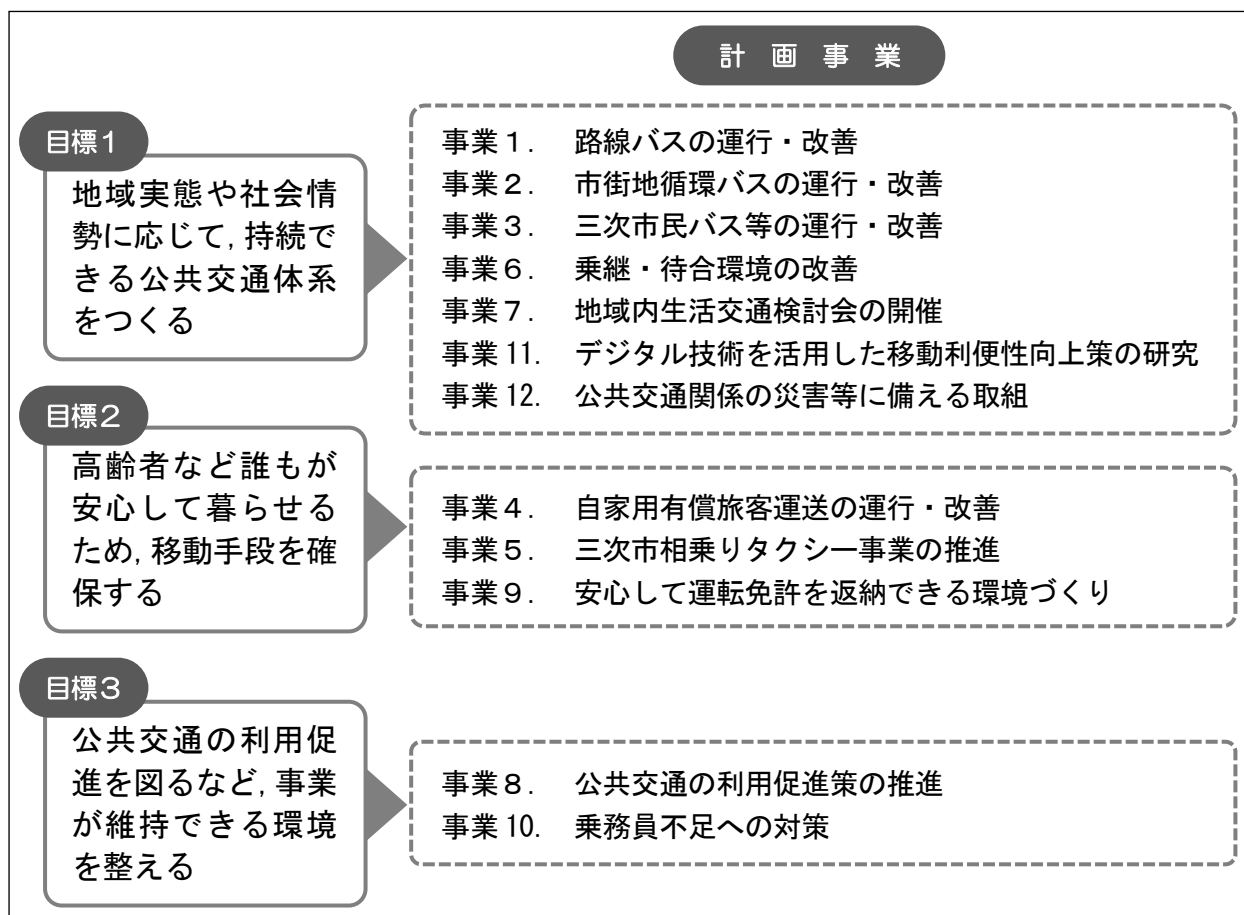 計画事業
目標1
地域実態や社会情
勢に応じて,持続で
きる公共交通体系
をつくる
事業1. 路線バスの運行・改善
事業2. 市街地循環バスの運行・改善
事業3. 三次市民バス等の運行・改善
事業6. 乗継・待合環境の改善
事業7. 地域内生活交通検討会の開催
事業11. デジタル技術を活用した移動利便性向上策の研究
事業12. 公共交通関係の災害等に備える取組
目標2
高齢者など誰もが
安心して暮らせる
ため,移動手段を確
保する
事業4. 自家用有償旅客運送の運行・改善
事業5. 三次市相乗りタクシー事業の推進
事業9. 安心して運転免許を返納できる環境づくり
目標3
公共交通の利用促
進を図るなど,事業
が維持できる環境
を整える
事業8. 公共交通の利用促進策の推進
事業10. 乗務員不足への対策